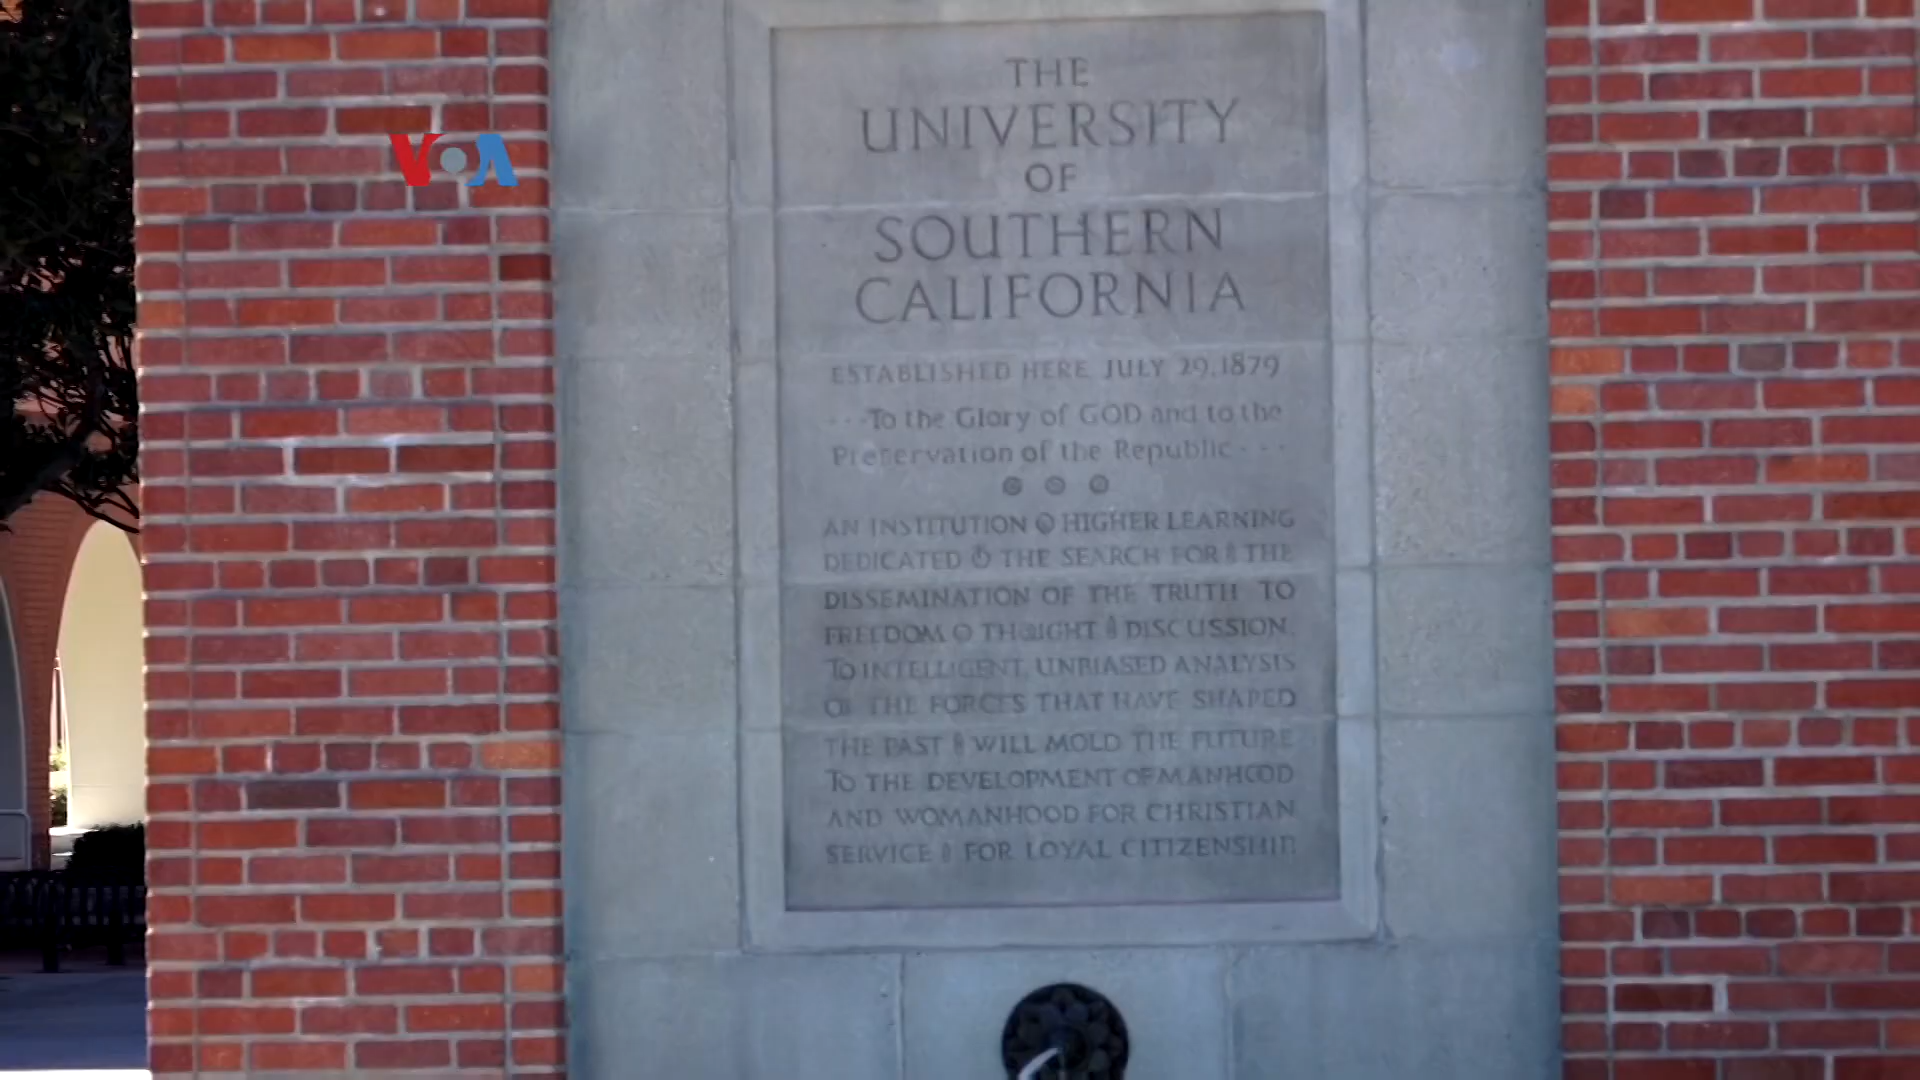 VOA
THE
UNIVERSITY
OF
SOUTHERN
CALIFORNIA
ESTABLISHED HERE JULY 29, 1879
- - - To the Glory of GOD and to the
Preservation of the Republic - - -
AN INSTITUTION OF HIGHER LEARNING
DEDICATED TO THE SEARCH FOR & THE
DISSEMINATION OF THE TRUTH TO
FREEDOM OF THOUGHT & DISCUSSION,
TO INTELLIGENT, UNBIASED ANALYSIS
OF THE FORCES THAT HAVE SHAPED
THE PAST & WILL MOLD THE FUTURE
TO THE DEVELOPMENT OF MANHOOD
AND WOMANHOOD FOR CHRISTIAN
SERVICE & FOR LOYAL CITIZENSHIP.